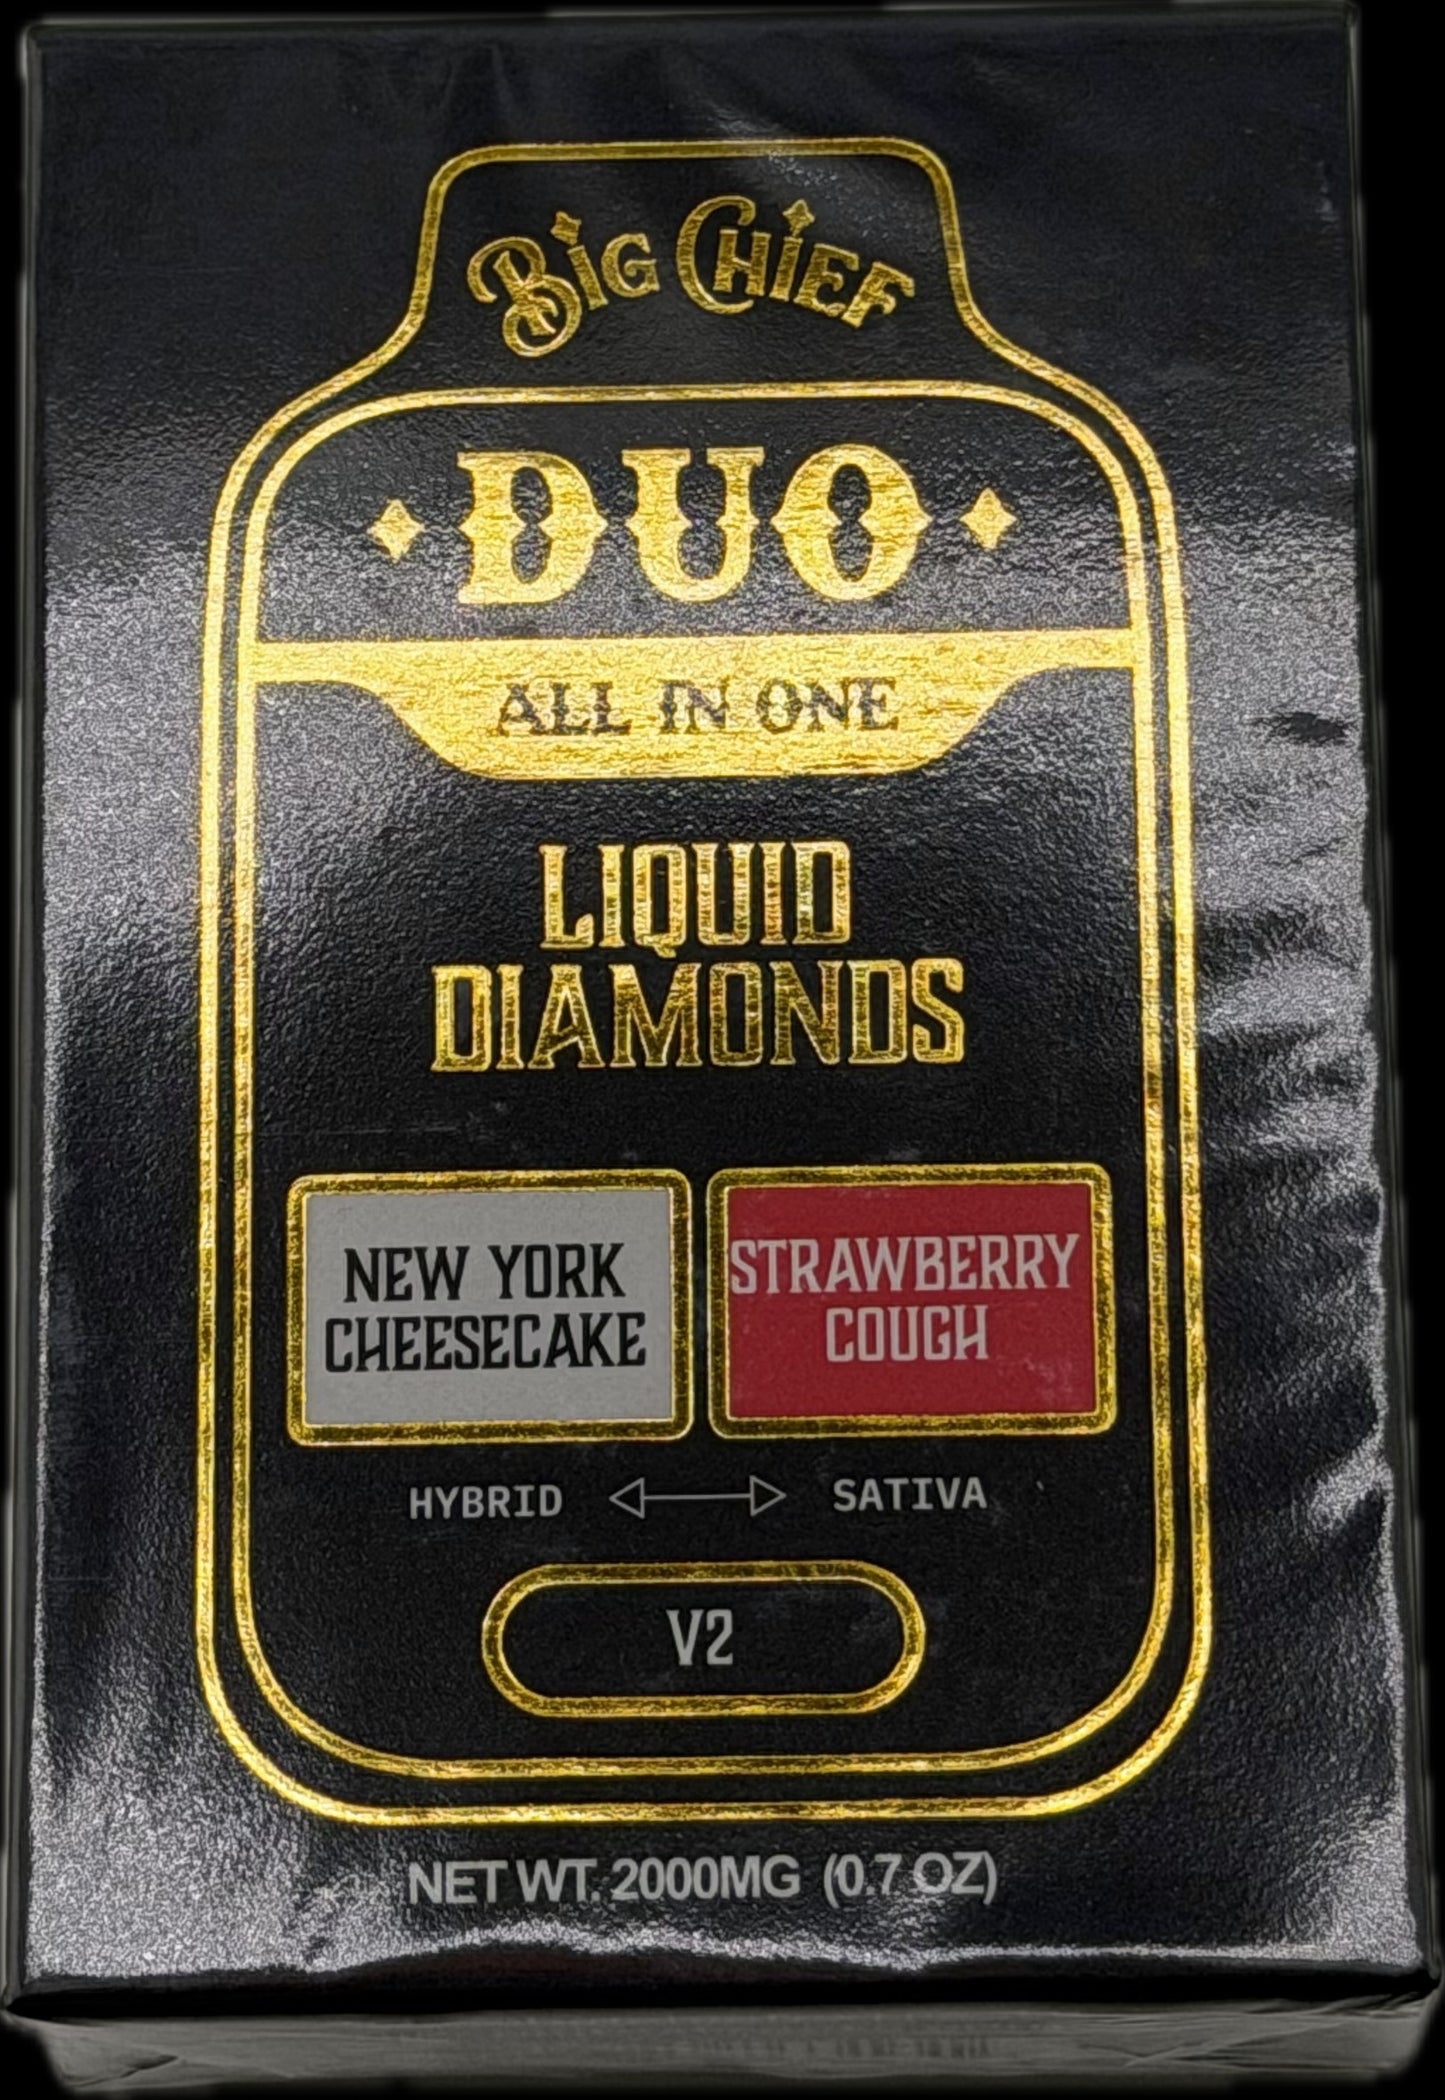 BIG CHIEF
DUO
ALL IN ONE
LIQUID
DIAMONDS
NEW YORK
CHEESECAKE
STRAWBERRY
COUGH
HYBRID
SATIVA
V2
NET WT. 2000MG (0.7 OZ)